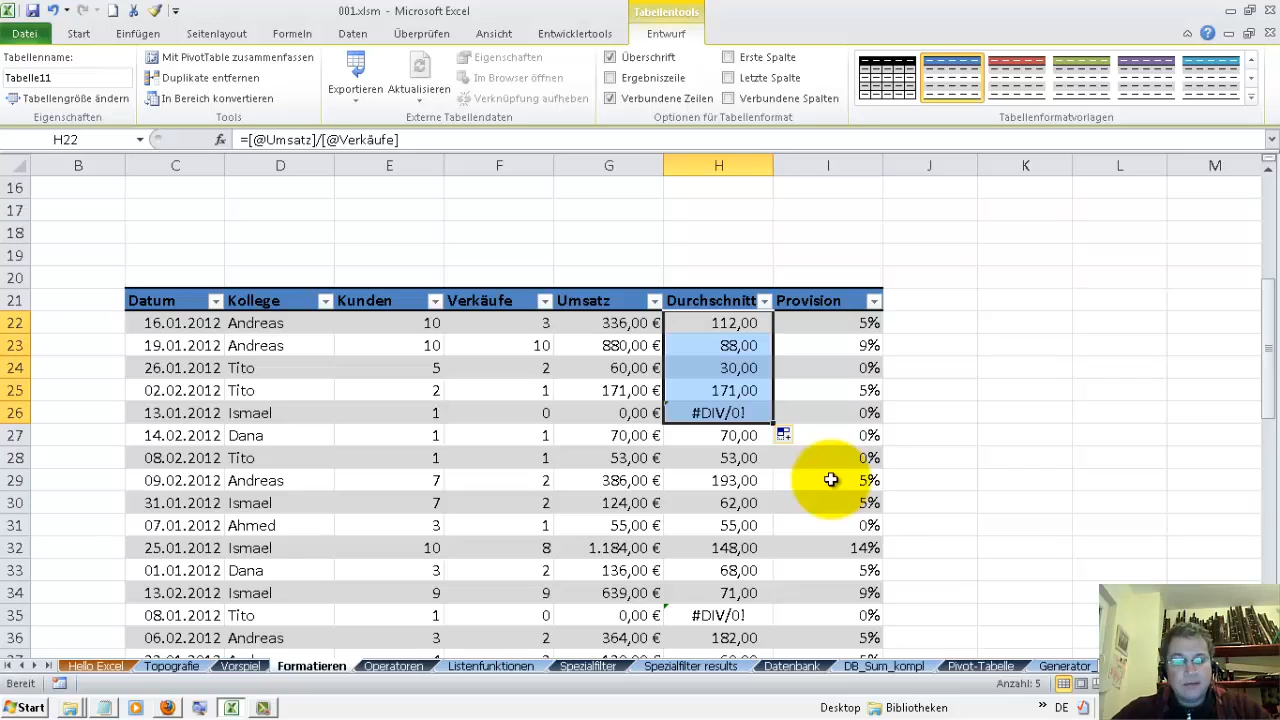 001.xlsm - Microsoft Excel
Tabellentools
Datei Start Einfügen Seitenlayout Formeln Daten Überprüfen Ansicht Entwicklertools Entwurf
Tabellenname: Mit PivotTable zusammenfassen Eigenschaften Überschrift Erste Spalte
Tabelle11 Duplikate entfernen Exportieren Aktualisieren In Browser öffnen Ergebniszeile Letzte Spalte
Tabellengröße ändern In Bereich konvertieren Verknüpfung aufheben Verbundene Zeilen Verbundene Spalten
Eigenschaften Tools Externe Tabellendaten Optionen für Tabellenformat Tabellenformatvorlagen
H22 fx =[@Umsatz]/[@Verkäufe]
B C D E F G H I J K L M
16
17
18
19
20
21 Datum Kollege Kunden Verkäufe Umsatz Durchschnitt Provision
22 16.01.2012 Andreas 10 3 336,00 € 112,00 5%
23 19.01.2012 Andreas 10 10 880,00 € 88,00 9%
24 26.01.2012 Tito 5 2 60,00 € 30,00 0%
25 02.02.2012 Tito 2 1 171,00 € 171,00 5%
26 13.01.2012 Ismael 1 0 0,00 € #DIV/0! 0%
27 14.02.2012 Dana 1 1 70,00 € 70,00 0%
28 08.02.2012 Tito 1 1 53,00 € 53,00 0%
29 09.02.2012 Andreas 7 2 386,00 € 193,00 5%
30 31.01.2012 Ismael 7 2 124,00 € 62,00 5%
31 07.01.2012 Ahmed 3 1 55,00 € 55,00 0%
32 25.01.2012 Ismael 10 8 1.184,00 € 148,00 14%
33 01.01.2012 Dana 3 2 136,00 € 68,00 5%
34 13.02.2012 Ismael 9 9 639,00 € 71,00 9%
35 08.01.2012 Tito 1 0 0,00 € #DIV/0! 0%
36 06.02.2012 Andreas 3 2 364,00 € 182,00 5%
Hello Excel Topografie Vorspiel Formatieren Operatoren Listenfunktionen Spezialfilter Spezialfilter results Datenbank DB_Sum_kompl Pivot-Tabelle Generator_
Bereit Anzahl: 5
Start Desktop Bibliotheken DE